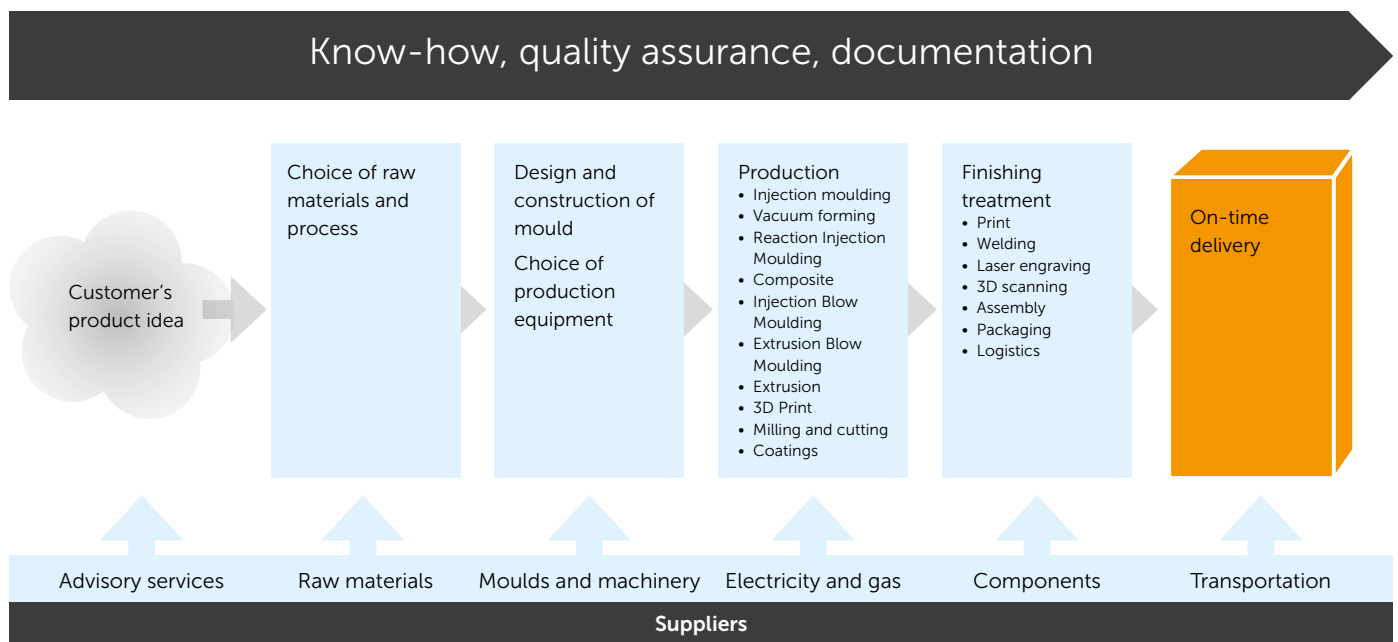 Know-how, quality assurance, documentation
Customer’s
product idea
Choice of raw
materials and
process
Design and
construction of
mould
Choice of
production
equipment
Production
• Injection moulding
• Vacuum forming
• Reaction Injection
Moulding
• Composite
• Injection Blow
Moulding
• Extrusion Blow
Moulding
• Extrusion
• 3D Print
• Milling and cutting
• Coatings
Finishing
treatment
• Print
• Welding
• Laser engraving
• 3D scanning
• Assembly
• Packaging
• Logistics
On-time
delivery
Advisory services
Raw materials
Moulds and machinery
Electricity and gas
Components
Transportation
Suppliers